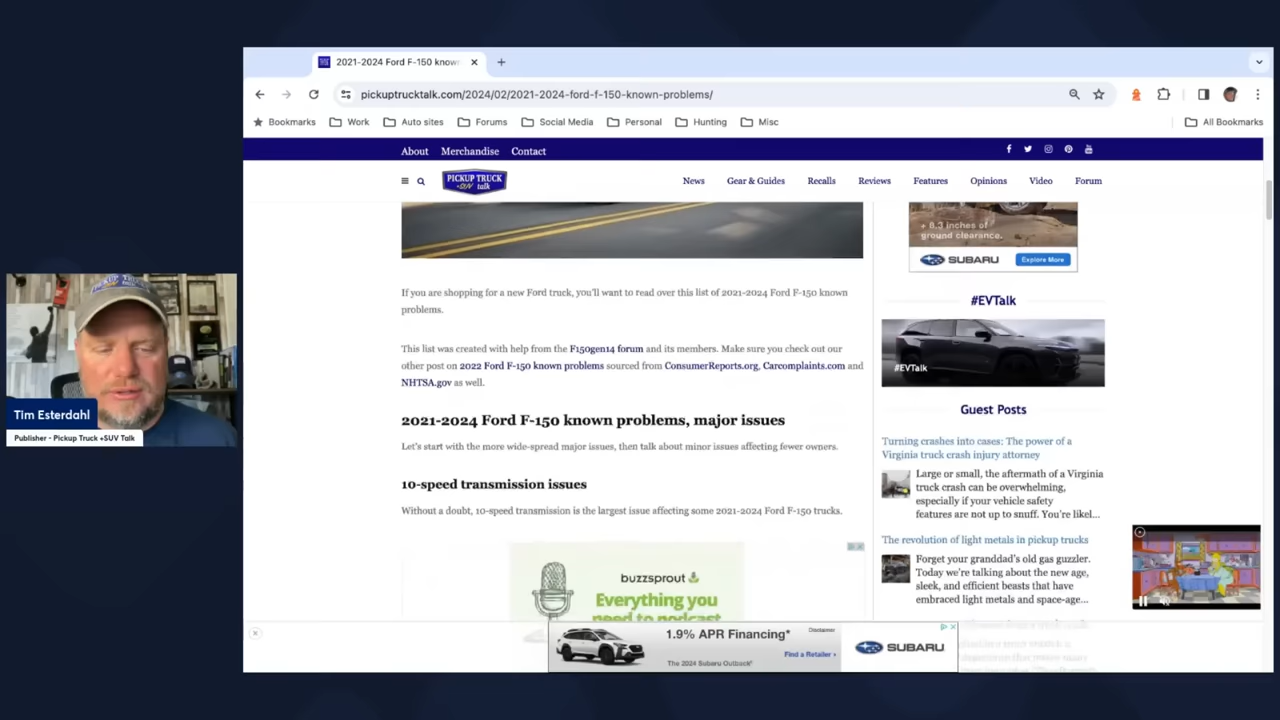 2021-2024 Ford F-150 know
pickuptrucktalk.com/2024/02/2021-2024-ford-f-150-known-problems/
Bookmarks Work Auto sites Forums Social Media Personal Hunting Misc All Bookmarks
About Merchandise Contact
PICKUP TRUCK
+SUV talk
News Gear & Guides Recalls Reviews Features Opinions Video Forum
+ 8.3 inches of
ground clearance.
SUBARU Explore More
If you are shopping for a new Ford truck, you'll want to read over this list of 2021-2024 Ford F-150 known
problems.
This list was created with help from the F150gen14 forum and its members. Make sure you check out our
other post on 2022 Ford F-150 known problems sourced from ConsumerReports.org, Carcomplaints.com and
NHTSA.gov as well.
2021-2024 Ford F-150 known problems, major issues
Let's start with the more wide-spread major issues, then talk about minor issues affecting fewer owners.
10-speed transmission issues
Without a doubt, 10-speed transmission is the largest issue affecting some 2021-2024 Ford F-150 trucks.
buzzsprout
Everything you
need to podcast
#EVTalk
#EVTalk
Guest Posts
Turning crashes into cases: The power of a
Virginia truck crash injury attorney
Large or small, the aftermath of a Virginia
truck crash can be overwhelming,
especially if your vehicle safety
features are not up to snuff. You're likel...
The revolution of light metals in pickup trucks
Forget your granddad's old gas guzzler.
Today we're talking about the new age,
sleek, and efficient beasts that have
embraced light metals and space-age...
1.9% APR Financing*
Disclaimer
Find a Retailer ›
The 2024 Subaru Outback®
SUBARU
Tim Esterdahl
Publisher - Pickup Truck +SUV Talk